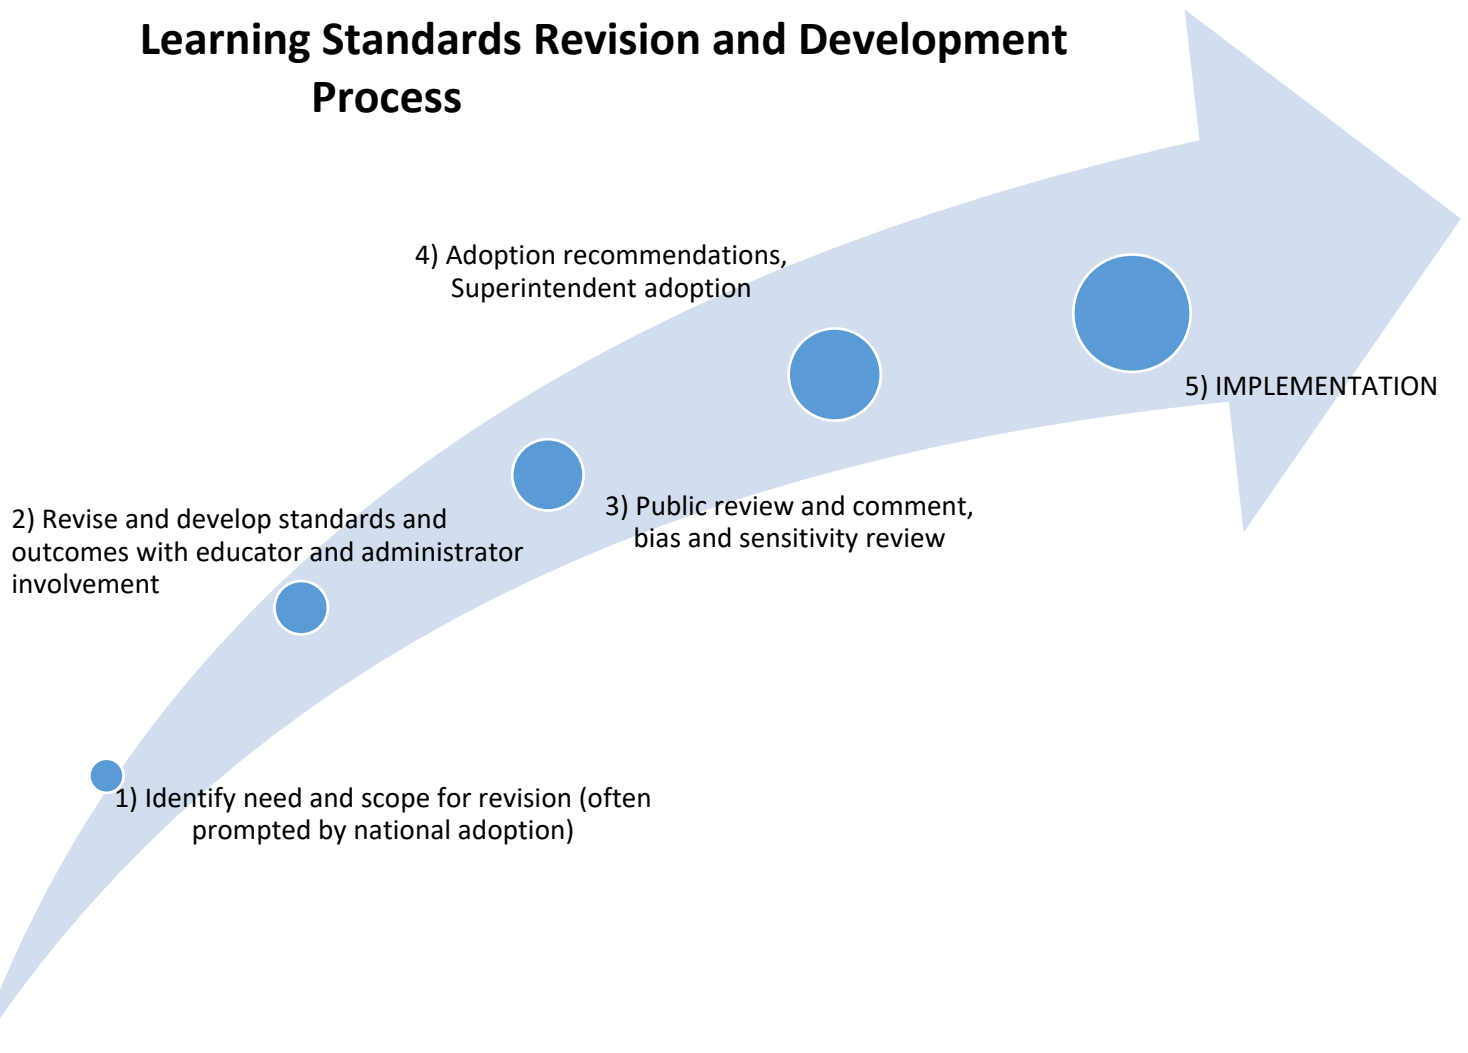 Learning Standards Revision and Development
Process
4) Adoption recommendations,
Superintendent adoption
5) IMPLEMENTATION
2) Revise and develop standards and
outcomes with educator and administrator
involvement
3) Public review and comment,
bias and sensitivity review
1) Identify need and scope for revision (often
prompted by national adoption)